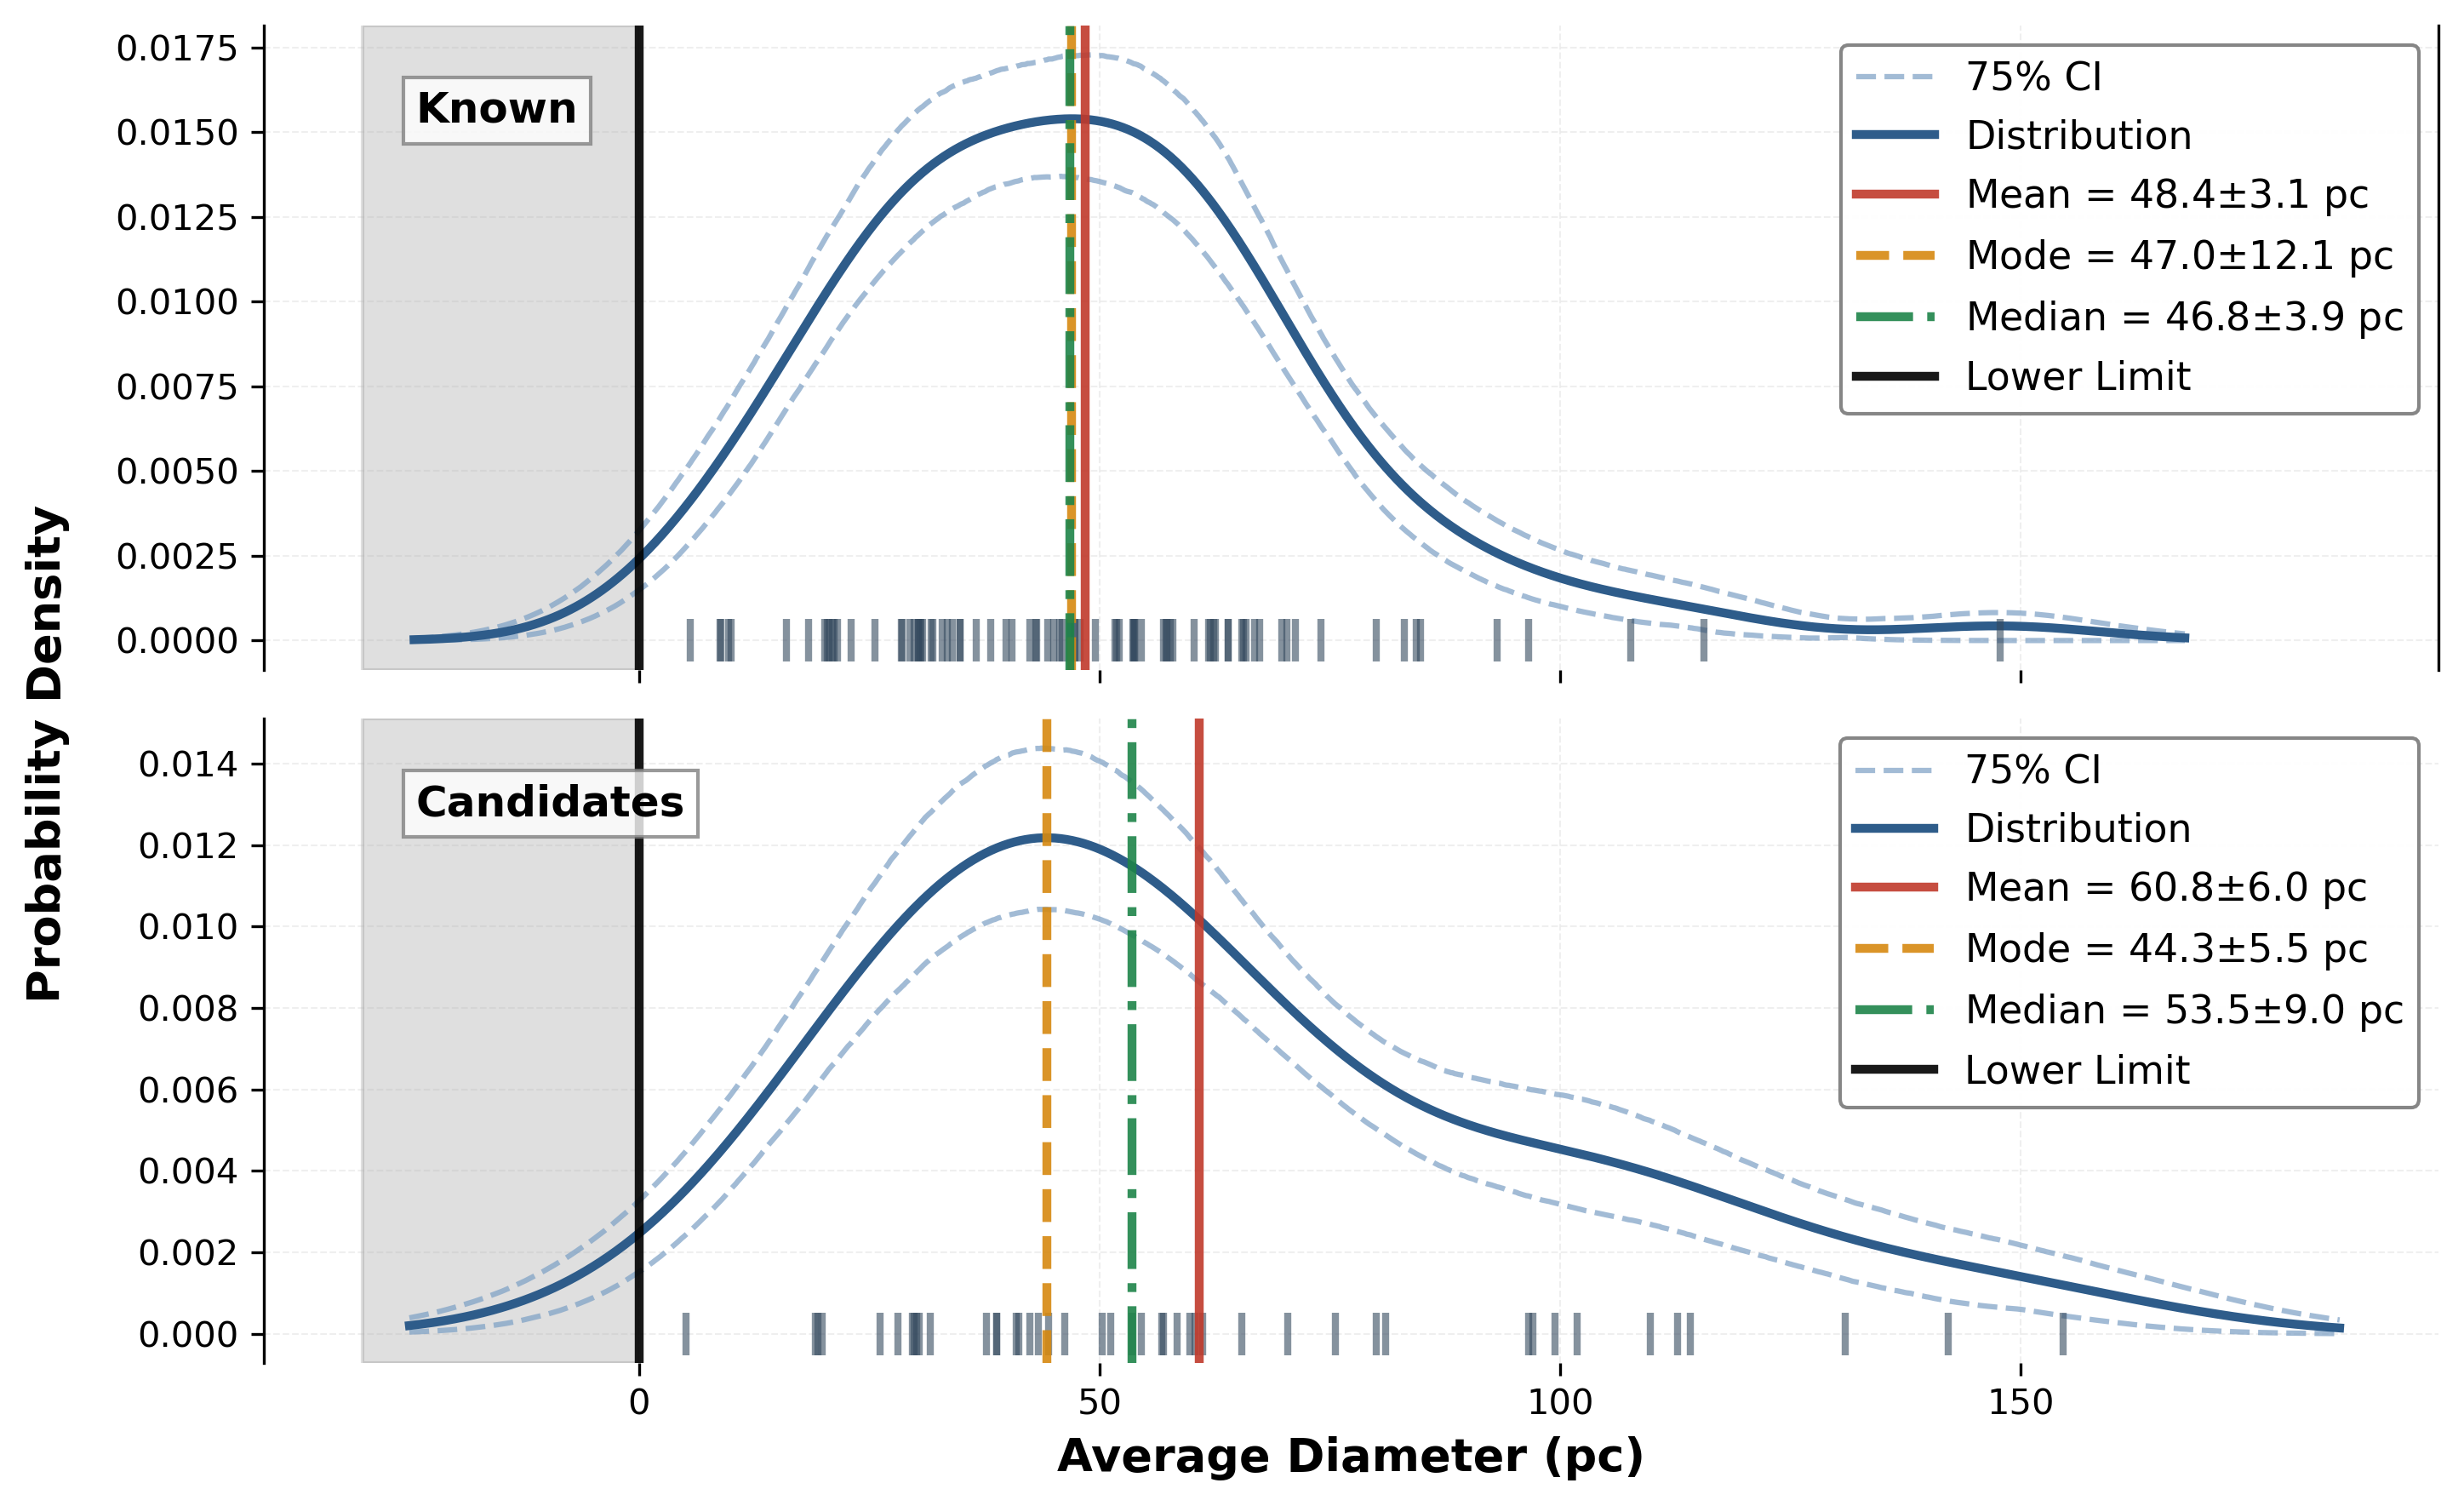 Probability Density
0.0175
0.0150
0.0125
0.0100
0.0075
0.0050
0.0025
0.0000
Known
75% CI
Distribution
Mean = 48.4±3.1 pc
Mode = 47.0±12.1 pc
Median = 46.8±3.9 pc
Lower Limit
0.014
0.012
0.010
0.008
0.006
0.004
0.002
0.000
Candidates
75% CI
Distribution
Mean = 60.8±6.0 pc
Mode = 44.3±5.5 pc
Median = 53.5±9.0 pc
Lower Limit
0 50 100 150
Average Diameter (pc)